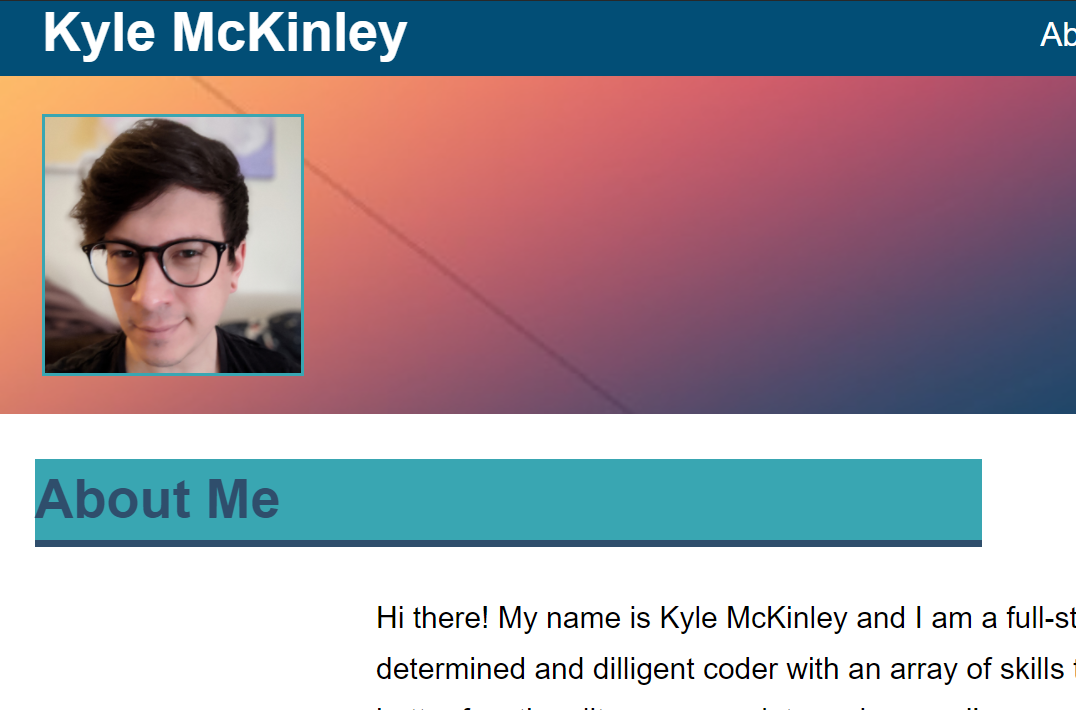 Kyle McKinley
Ab
About Me
Hi there! My name is Kyle McKinley and I am a full-st
determined and dilligent coder with an array of skills